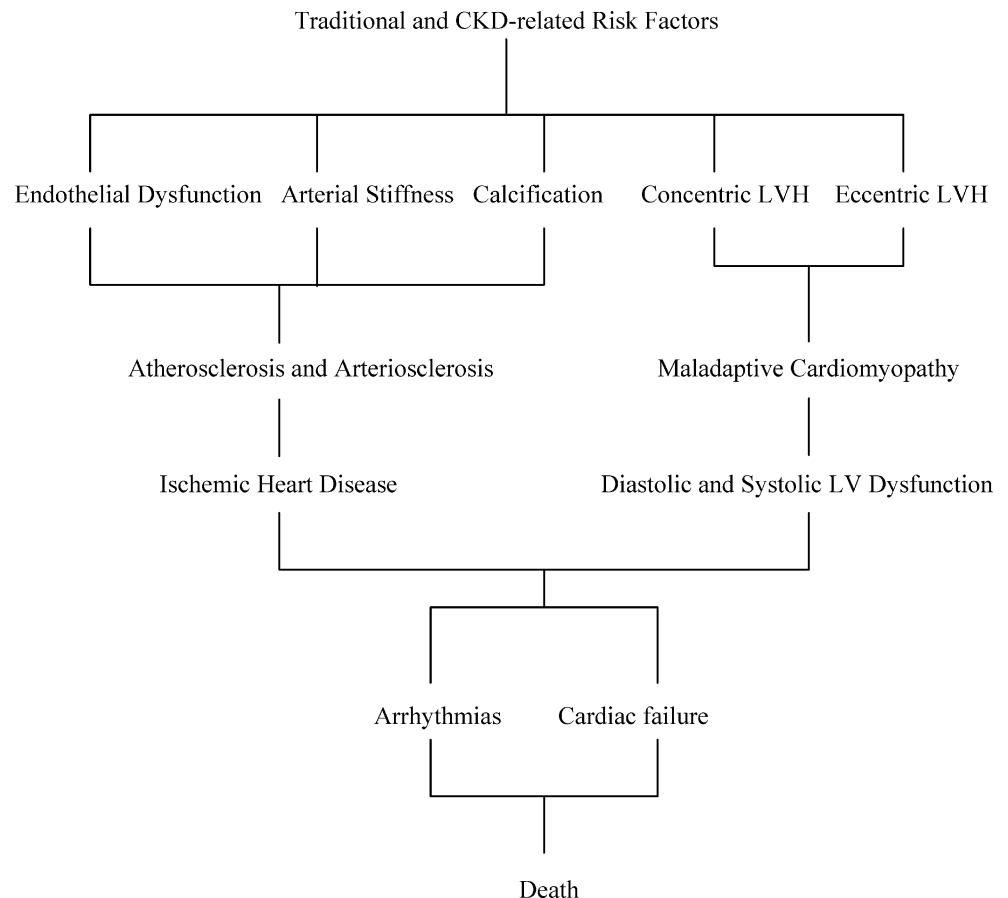 Traditional and CKD-related Risk Factors
Endothelial Dysfunction
Arterial Stiffness
Calcification
Concentric LVH
Eccentric LVH
Atherosclerosis and Arteriosclerosis
Maladaptive Cardiomyopathy
Ischemic Heart Disease
Diastolic and Systolic LV Dysfunction
Arrhythmias
Cardiac failure
Death